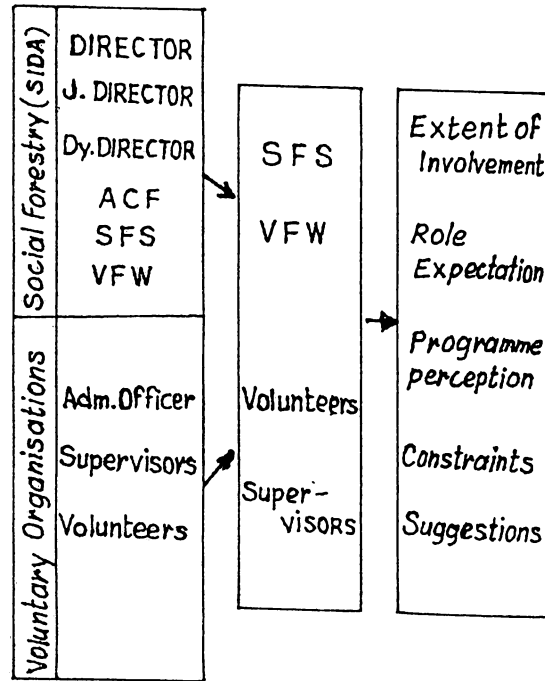 Social Forestry (SIDA)
DIRECTOR
J. DIRECTOR
Dy. DIRECTOR
ACF
SFS
VFW
Voluntary Organisations
Adm. Officer
Supervisors
Volunteers
SFS
VFW
Volunteers
Super-
VISORS
Extent of
Involvement
Role
Expectation
Programme
perception
Constraints
Suggestions